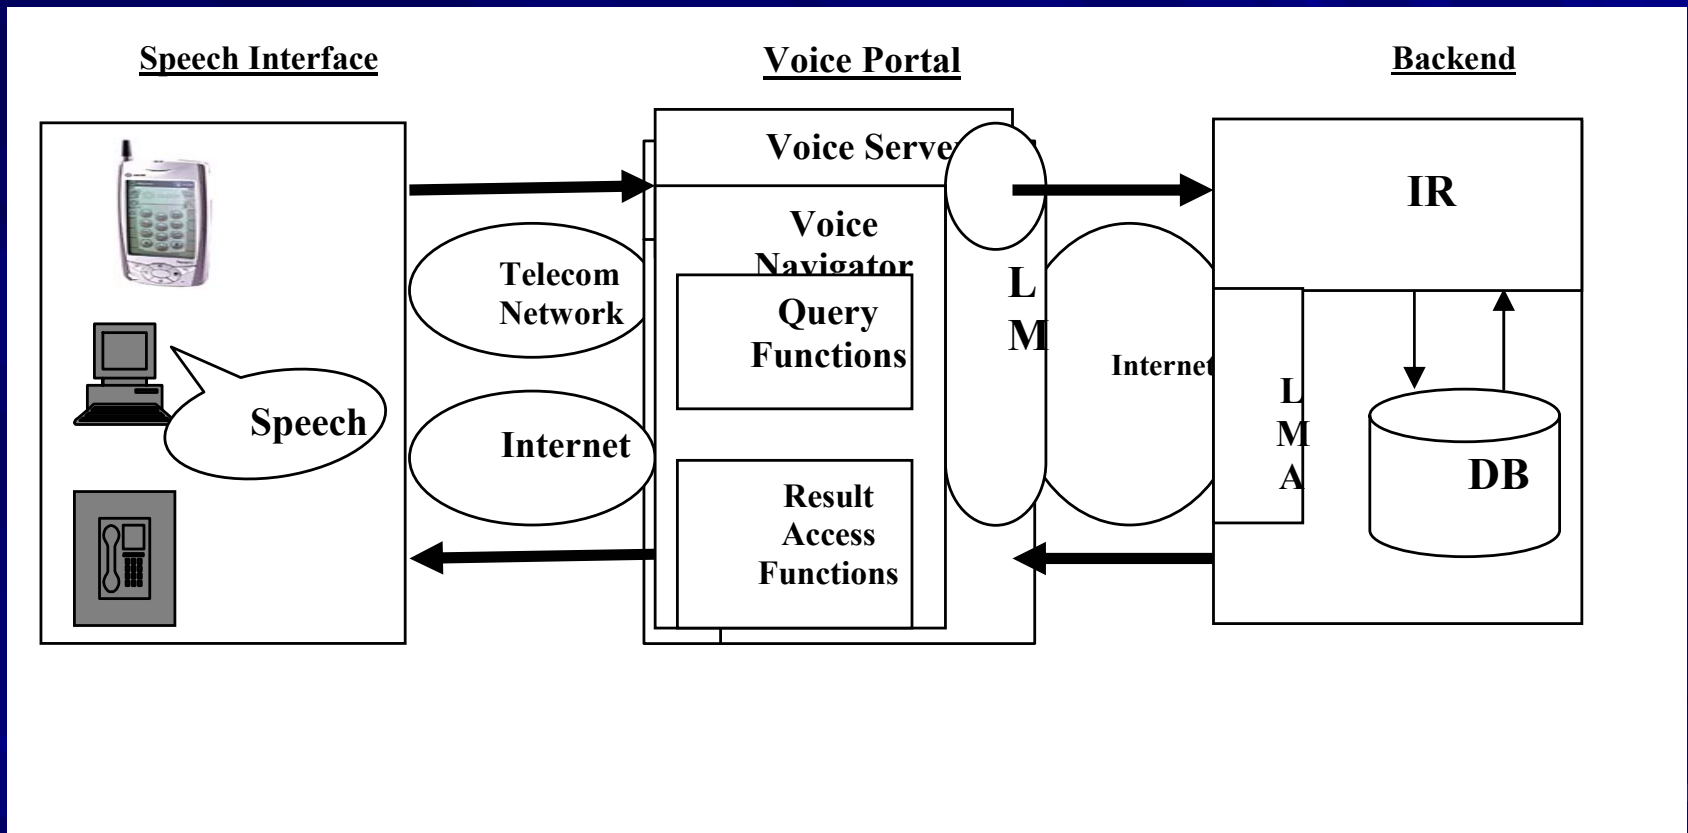 Speech Interface
Voice Portal
Backend
Voice Serve
Voice
Navigator
Query
Functions
Result
Access
Functions
Telecom
Network
Internet
Speech
L
M
Internet
IR
L
M
A
DB